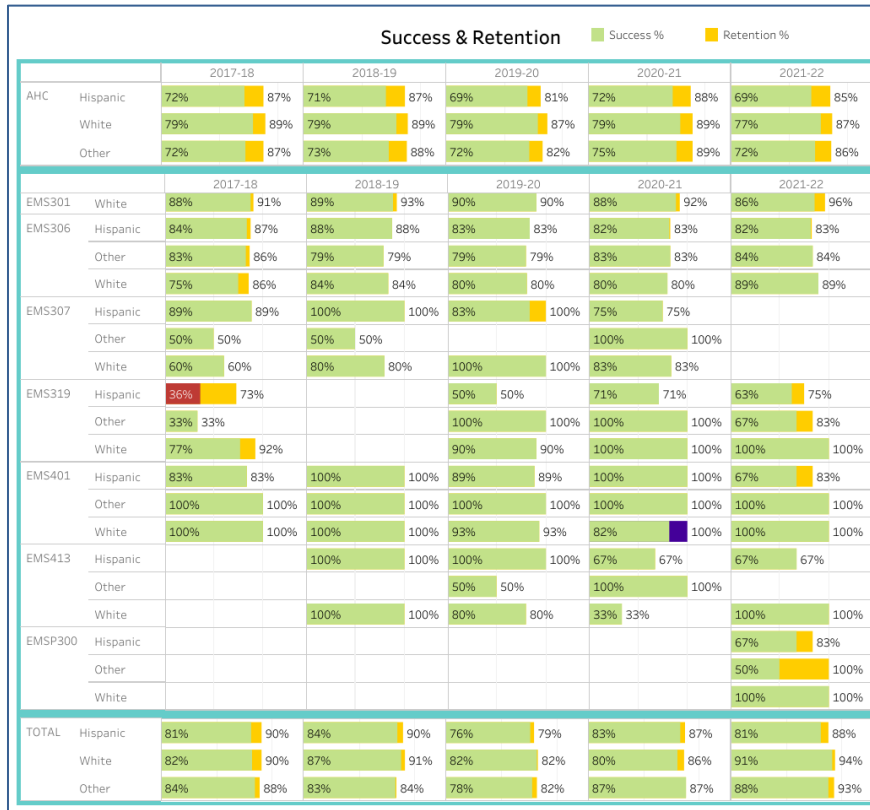 Success & Retention Success % Retention %
2017-18 2018-19 2019-20 2020-21 2021-22
AHC Hispanic 72% 87% 71% 87% 69% 81% 72% 88% 69% 85%
White 79% 89% 79% 89% 79% 87% 79% 89% 77% 87%
Other 72% 87% 73% 88% 72% 82% 75% 89% 72% 86%
2017-18 2018-19 2019-20 2020-21 2021-22
EMS301 White 88% 91% 89% 93% 90% 90% 88% 92% 86% 96%
EMS306 Hispanic 84% 87% 88% 88% 83% 83% 82% 83% 82% 83%
Other 83% 86% 79% 79% 79% 79% 83% 83% 84% 84%
White 75% 86% 84% 84% 80% 80% 80% 80% 89% 89%
EMS307 Hispanic 89% 89% 100% 100% 83% 100% 75% 75%
Other 50% 50% 50% 50% 100% 100%
White 60% 60% 80% 80% 100% 100% 83% 83%
EMS319 Hispanic 36% 73% 50% 50% 71% 71% 63% 75%
Other 33% 33% 100% 100% 100% 100% 67% 83%
White 77% 92% 90% 90% 100% 100% 100% 100%
EMS401 Hispanic 83% 83% 100% 100% 89% 89% 100% 100% 67% 83%
Other 100% 100% 100% 100% 100% 100% 100% 100% 100% 100%
White 100% 100% 100% 100% 93% 93% 82% 100% 100% 100%
EMS413 Hispanic 100% 100% 100% 100% 67% 67% 67% 67%
Other 50% 50% 100% 100%
White 100% 100% 80% 80% 33% 33% 100% 100%
EMSP300 Hispanic 67% 83%
Other 50% 100%
White 100% 100%
TOTAL Hispanic 81% 90% 84% 90% 76% 79% 83% 87% 81% 88%
White 82% 90% 87% 91% 82% 82% 80% 86% 91% 94%
Other 84% 88% 83% 84% 78% 82% 87% 87% 88% 93%